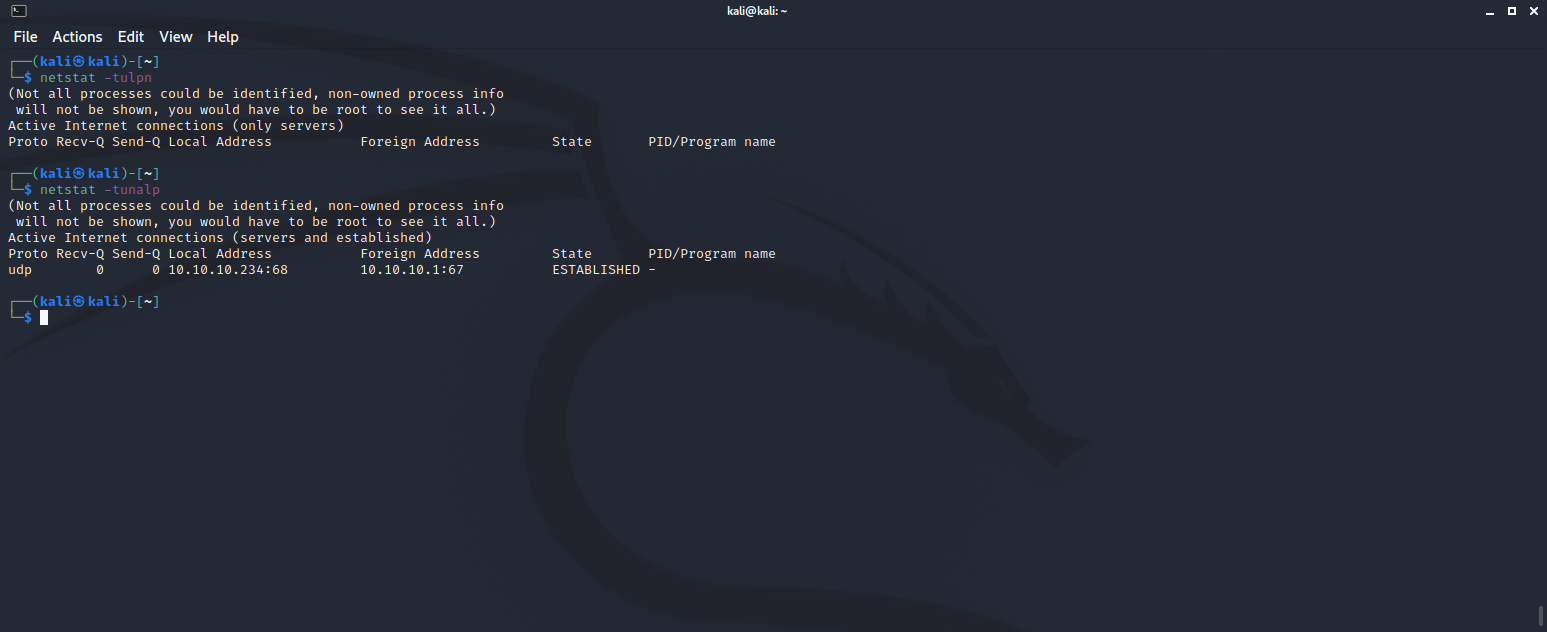 kali@kali: ~
File Actions Edit View Help
┌──(kali㉿kali)-[~]
└─$ netstat -tulpn
(Not all processes could be identified, non-owned process info
 will not be shown, you would have to be root to see it all.)
Active Internet connections (only servers)
Proto Recv-Q Send-Q Local Address           Foreign Address         State       PID/Program name
┌──(kali㉿kali)-[~]
└─$ netstat -tunalp
(Not all processes could be identified, non-owned process info
 will not be shown, you would have to be root to see it all.)
Active Internet connections (servers and established)
Proto Recv-Q Send-Q Local Address           Foreign Address         State       PID/Program name
udp        0      0 10.10.10.234:68         10.10.10.1:67           ESTABLISHED -
┌──(kali㉿kali)-[~]
└─$